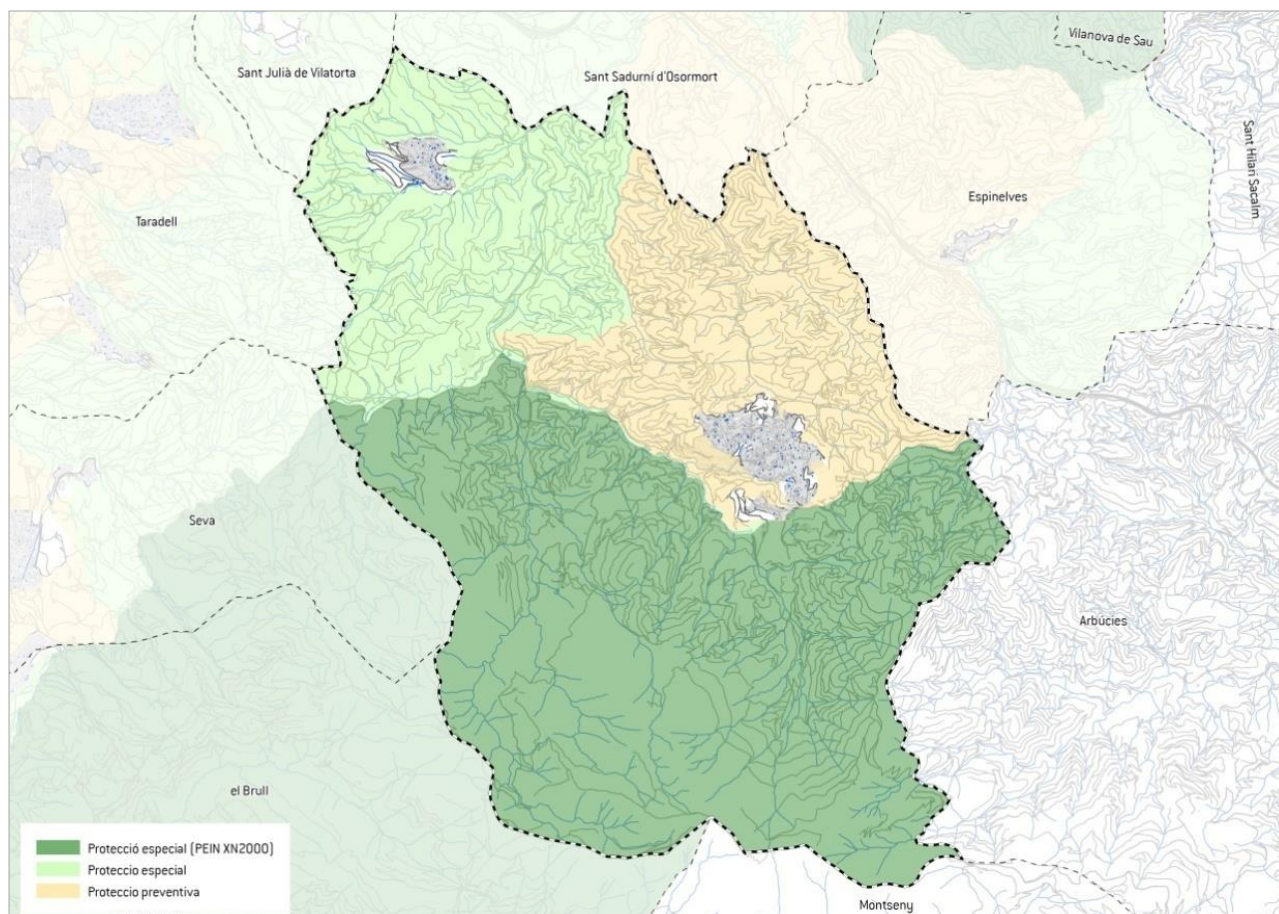 Vilanova de Sau
Sant Julià de Vilatorta
Sant Sadurní d'Osormort
Sant Hilari Sacalm
Espinelves
Taradell
Seva
Arbúcies
el Brull
Protecció especial (PEIN XN2000)
Proteccio especial
Proteccio preventiva
Montseny